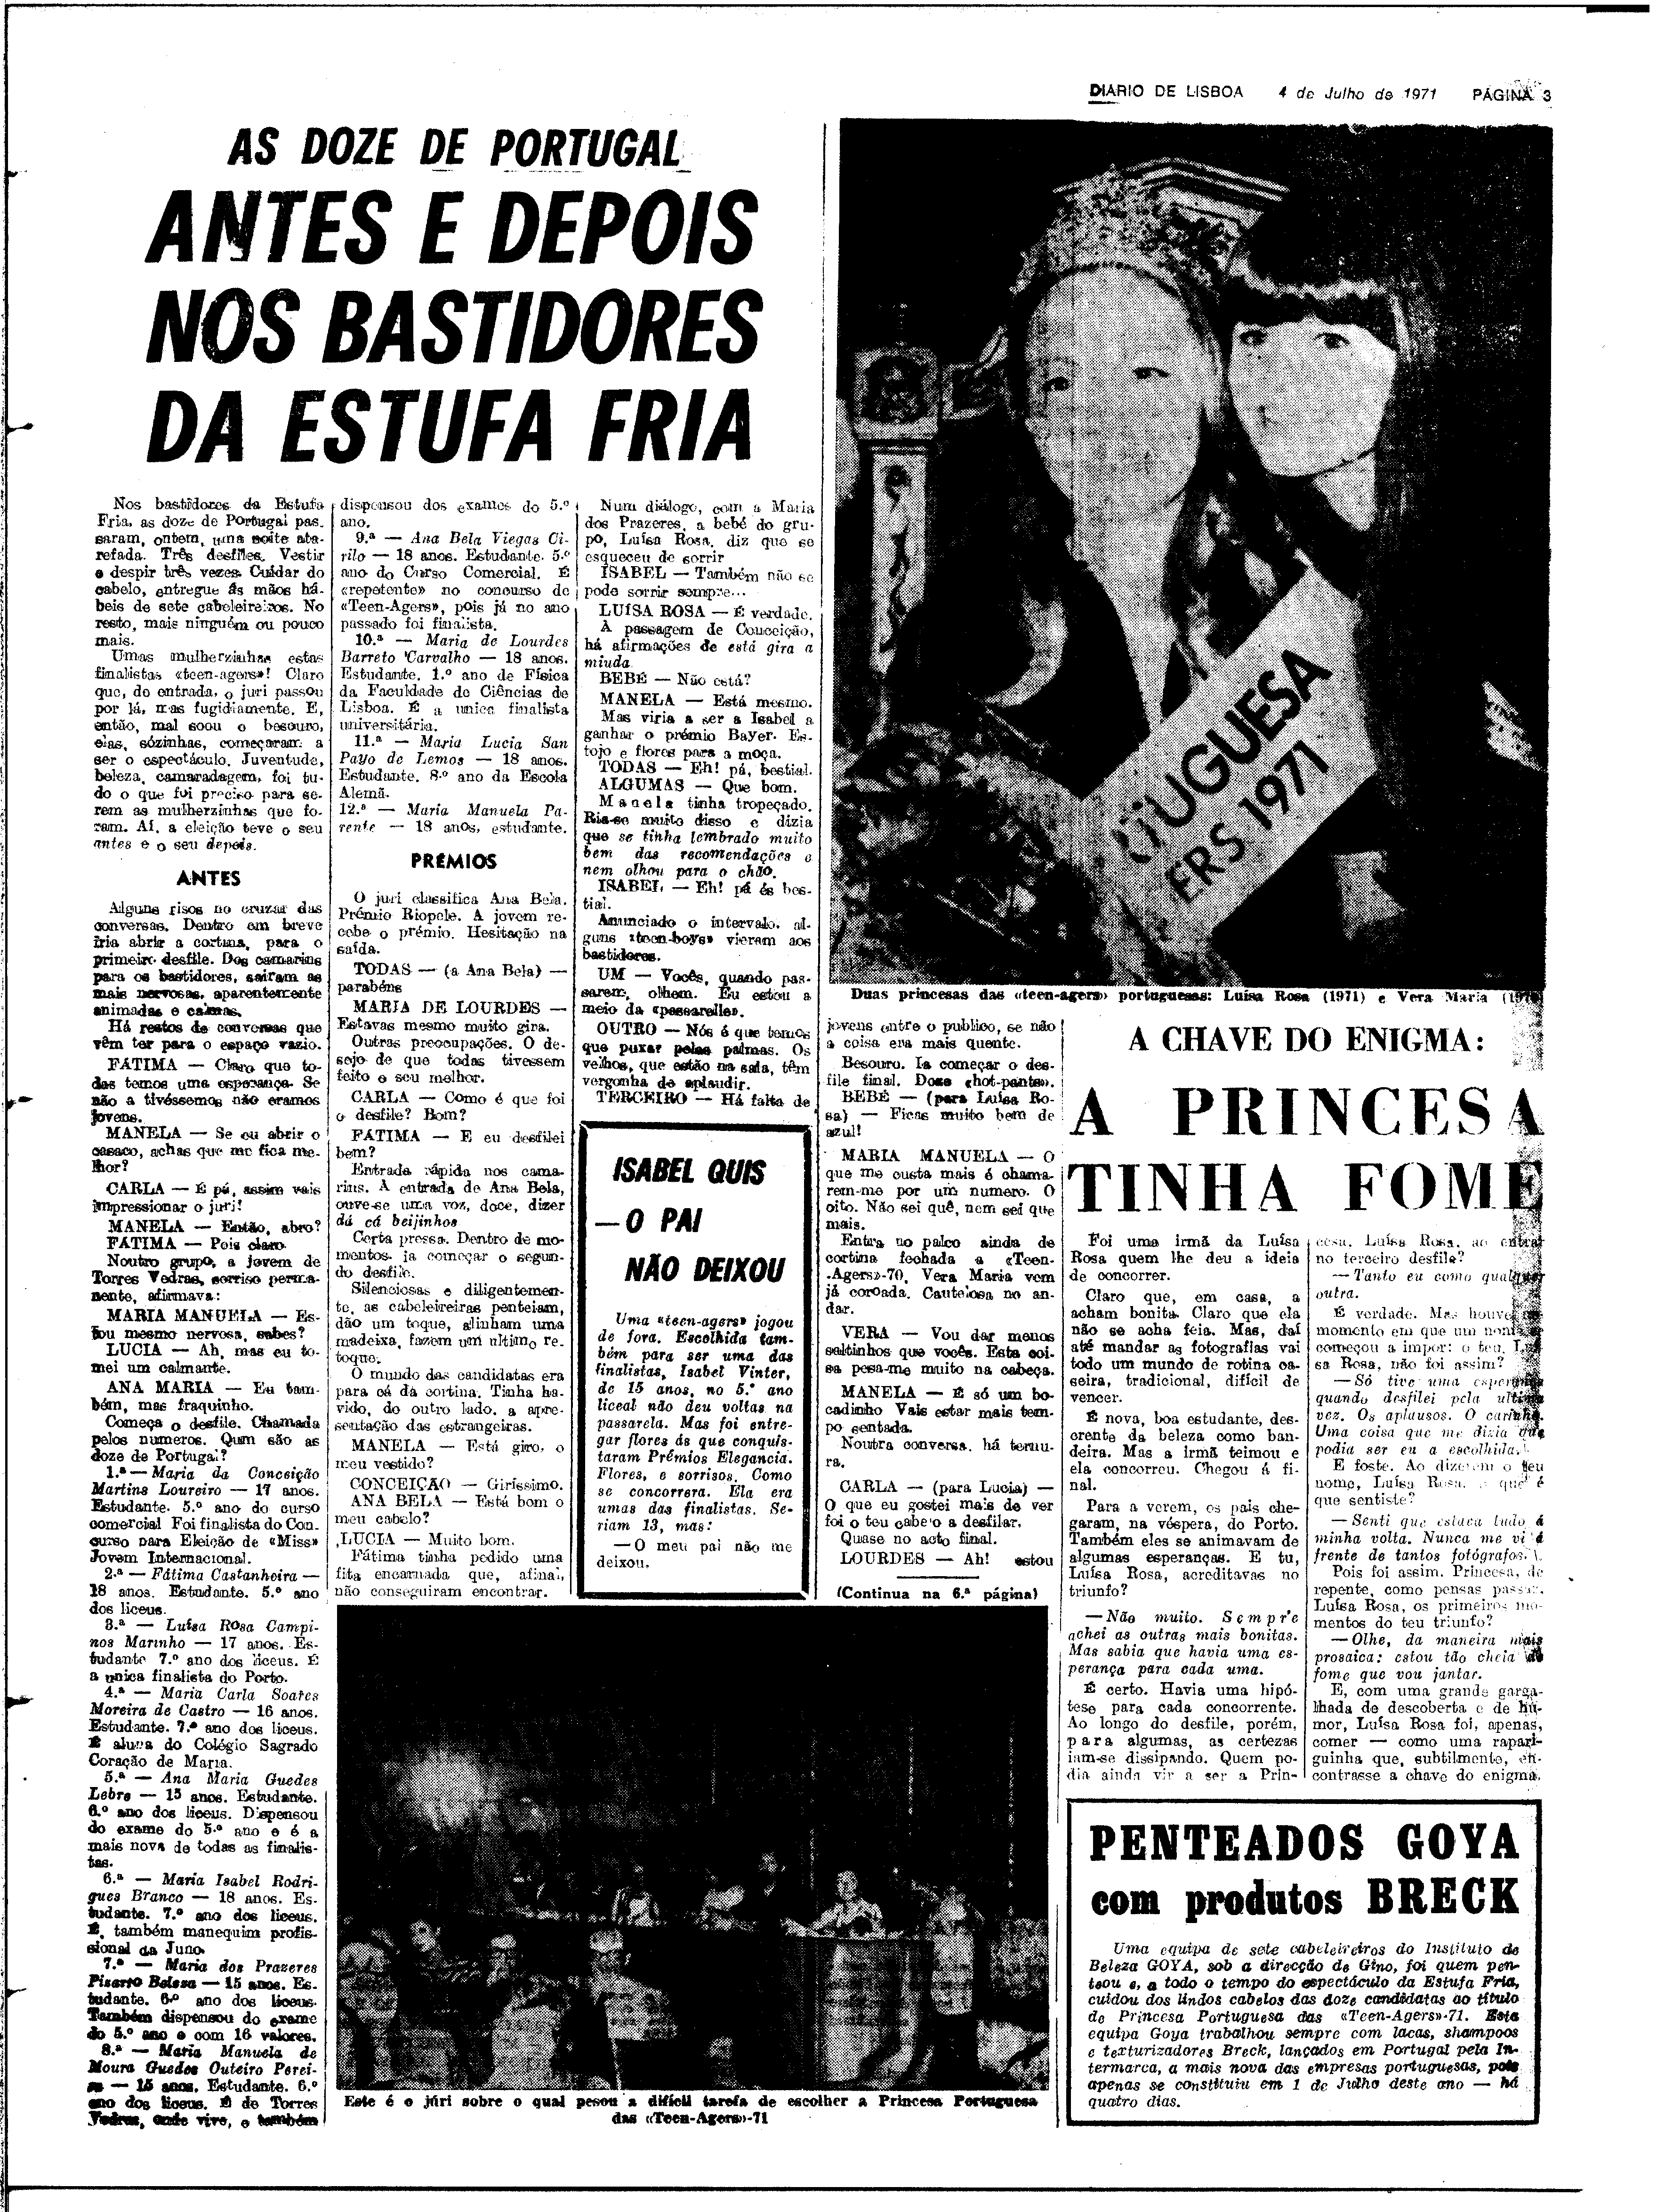 DIARIO DE LISBOA 4 de Julho de 1971 PÁGINA 3
AS DOZE DE PORTUGAL
ANTES E DEPOIS
NOS BASTIDORES
DA ESTUFA FRIA
Nos bastidores da Estufa
Fria, as doze de Portugal pas-
saram, ontem, uma noite ata-
refada. Três desfiles. Vestir
e despir três vezes. Cuidar do
cabelo, entregue às mãos há-
beis de sete cabeleireiros. No
resto, mais ninguém ou pouco
mais.
Umas mulherzinhas estas
finalistas «teen-agers»! Claro
que, de entrada, o juri passou
por lá, mas fugidiamente. E,
então, mal soou o besouro,
elas, sózinhas, começaram a
ser o espectáculo. Juventude,
beleza, camaradagem, foi tu-
do o que foi preciso para se-
rem as mulherzinhas que fo-
ram. Aí, a eleição teve o seu
antes e o seu depois.
ANTES
Alguns risos no cruzar das
conversas. Dentro em breve
iria abrir a cortina, para o
primeiro desfile. Dos camarins
para os bastidores, saíram as
mais nervosas, aparentemente
animadas e calmas.
Há restos de conversas que
vêm ter para o espaço vazio.
FÁTIMA — Claro que to-
das temos uma esperança. Se
não a tivéssemos não eramos
jovens.
MANELA — Se eu abrir o
casaco, achas que me fica me-
lhor?
CARLA — É pá, assim vais
impressionar o juri!
MANELA — Então, abro?
FÁTIMA — Pois claro.
Noutro grupo, a jovem de
Torres Vedras, sorriso perma-
nente, afirmava:
MARIA MANUELA — Es-
tou mesmo nervosa, sabes?
LUCIA — Ah, mas eu to-
mei um calmante.
ANA MARIA — Eu tam-
bém, mas fraquinho.
Começa o desfile. Chamada
pelos numeros. Quem são as
doze de Portugal?
1.ª — Maria da Conceição
Martins Loureiro — 17 anos.
Estudante. 5.º ano do curso
comercial Foi finalista do Con-
curso para Eleição de «Miss»
Jovem Internacional.
2.ª — Fátima Castanheira —
18 anos. Estudante. 5.º ano
dos liceus.
3.ª — Luísa Rosa Campi-
nos Marinho — 17 anos. Es-
tudante 7.º ano dos liceus. É
a unica finalista do Porto.
4.ª — Maria Carla Soares
Moreira de Castro — 16 anos.
Estudante. 7.º ano dos liceus.
É aluna do Colégio Sagrado
Coração de Maria.
5.ª — Ana Maria Guedes
Lebre — 15 anos. Estudante.
6.º ano dos liceus. Dispensou
do exame do 5.º ano e é a
mais nova de todas as finalis-
tas.
6.ª — Maria Isabel Rodri-
gues Branco — 18 anos. Es-
tudante. 7.º ano dos liceus.
É, também manequim profis-
sional da Juno
7.ª — Maria dos Prazeres
Pizarro Beleza — 15 anos. Es-
tudante. 6.º ano dos liceus.
Também dispensou do exame
do 5.º ano e com 16 valores.
8.ª — Maria Manuela de
Moura Guedes Outeiro Perei-
ra — 15 anos. Estudante. 6.º
ano dos liceus. É de Torres
Vedras, onde vive, e também
dispensou dos exames do 5.º
ano.
9.ª — Ana Bela Viegas Ci-
rilo — 18 anos. Estudante. 5.º
ano do Curso Comercial. É
«repetente» no concurso de
«Teen-Agers», pois já no ano
passado foi finalista.
10.ª — Maria de Lourdes
Barreto Carvalho — 18 anos.
Estudante. 1.º ano de Física
da Faculdade de Ciências de
Lisboa. É a unica finalista
universitária.
11.ª — Maria Lucia San
Payo de Lemos — 18 anos.
Estudante. 8.º ano da Escola
Alemã.
12.ª — Maria Manuela Pa-
rente — 18 anos, estudante.
PRÉMIOS
O juri classifica Ana Bela.
Prémio Riopele. A jovem re-
cebe o prémio. Hesitação na
saída.
TODAS — (a Ana Bela) —
parabéns
MARIA DE LOURDES —
Estavas mesmo muito gira.
Outras preocupações. O de-
sejo de que todas tivessem
feito o seu melhor.
CARLA — Como é que foi
o desfile? Bom?
FÁTIMA — E eu desfilei
bem?
Entrada rápida nos cama-
rins. À entrada de Ana Bela,
ouve-se uma voz, doce, dizer
dá cá beijinhos
Certa pressa. Dentro de mo-
mentos, ia começar o segun-
do desfile.
Silenciosas e diligentemen-
te, as cabeleireiras penteiam,
dão um toque, alinham uma
madeixa, fazem um ultimo re-
toque.
O mundo das candidatas era
para cá da cortina. Tinha ha-
vido, do outro lado, a apre-
sentação das estrangeiras.
MANELA — Está giro, o
meu vestido?
CONCEIÇÃO — Giríssimo.
ANA BELA — Está bom o
meu cabelo?
LUCIA — Muito bom.
Fátima tinha pedido uma
fita encarnada que, afinal,
não conseguiram encontrar.
Num diálogo, com a Maria
dos Prazeres, a bebé do gru-
po, Luísa Rosa, diz que se
esqueceu de sorrir
ISABEL — Também não se
pode sorrir sempre...
LUÍSA ROSA — É verdade.
À passagem de Conceição,
há afirmações de está gira a
miuda.
BEBÉ — Não está?
MANELA — Está mesmo.
Mas viria a ser a Isabel a
ganhar o prémio Bayer. Es-
tojo e flores para a moça.
TODAS — Eh! pá, bestial.
ALGUMAS — Que bom.
Manela tinha tropeçado.
Ria-se muito disso e dizia
que se tinha lembrado muito
bem das recomendações e
nem olhou para o chão.
ISABEL — Eh! pá és bes-
tial.
Anunciado o intervalo, al-
guns «teen-boys» vieram aos
bastidores.
UM — Vocês, quando pas-
sarem, olhem. Eu estou a
meio da «passarelle».
OUTRO — Nós é que temos
que puxar pelas palmas. Os
velhos, que estão na sala, têm
vergonha de aplaudir.
TERCEIRO — Há falta de
ISABEL QUIS
— O PAI
NÃO DEIXOU
Uma «teen-agers» jogou
de fora. Escolhida tam-
bém para ser uma das
finalistas, Isabel Vinter,
de 15 anos, no 5.º ano
liceal não deu voltas na
passarela. Mas foi entre-
gar flores às que conquis-
taram Prémios Elegancia.
Flores, e sorrisos. Como
se concorrera. Ela era
umas das finalistas. Se-
riam 13, mas:
— O meu pai não me
deixou.
jovens entre o publico, se não
a coisa era mais quente.
Besouro. Ia começar o des-
file final. Doze «hot-pants».
BEBÉ — (para Luísa Ro-
sa) — Ficas muito bem de
azul!
MARIA MANUELA — O
que me custa mais é chama-
rem-me por um numero. O
oito. Não sei quê, nem sei que
mais.
Entra no palco ainda de
cortina fechada a «Teen-
-Agers»-70, Vera Maria vem
já coroada. Cautelosa no an-
dar.
VERA — Vou dar menos
saltinhos que vocês. Esta coi-
sa pesa-me muito na cabeça.
MANELA — É só um bo-
cadinho Vais estar mais tem-
po sentada.
Noutra conversa, há ternu-
ra.
CARLA — (para Lucia) —
O que eu gostei mais de ver
foi o teu cabelo a desfilar.
Quase no acto final.
LOURDES — Ah! estou
(Continua na 6.ª página)
Duas princesas das «teen-agers» portuguesas: Luísa Rosa (1971) e Vera Maria
UGUESA
ERS 1971
A CHAVE DO ENIGMA:
A PRINCESA
TINHA FOME
Foi uma irmã da Luísa
Rosa quem lhe deu a ideia
de concorrer.
Claro que, em casa, a
acham bonita. Claro que ela
não se acha feia. Mas, daí
até mandar as fotografias vai
todo um mundo de rotina ca-
seira, tradicional, difícil de
vencer.
É nova, boa estudante, des-
crente da beleza como ban-
deira. Mas a irmã teimou e
ela concorreu. Chegou à fi-
nal.
Para a verem, os pais che-
garam, na véspera, do Porto.
Também eles se animavam de
algumas esperanças. E tu,
Luísa Rosa, acreditavas no
triunfo?
— Não muito. Sempre
achei as outras mais bonitas.
Mas sabia que havia uma es-
perança para cada uma.
É certo. Havia uma hipó-
tese para cada concorrente.
Ao longo do desfile, porém,
para algumas, as certezas
iam-se dissipando. Quem po-
dia ainda vir a ser a Prin-
cesa, Luísa Rosa, ao entrar
no terceiro desfile?
— Tanto eu como qualquer
outra.
É verdade. Mas houve um
momento em que um nome
começou a impor: o teu. Luí-
sa Rosa, não foi assim?
— Só tive uma esperança
quando desfilei pela ultima
vez. Os aplausos. O carinho.
Uma coisa que me dizia que
podia ser eu a escolhida.
E foste. Ao dizerem o teu
nome, Luísa Rosa, o que é
que sentiste?
— Senti que estava tudo à
minha volta. Nunca me vi à
frente de tantos fotógrafos.
Pois foi assim. Princesa, de
repente, como pensas passar,
Luísa Rosa, os primeiros mo-
mentos do teu triunfo?
— Olhe, da maneira mais
prosaica: estou tão cheia de
fome que vou jantar.
E, com uma grande garga-
lhada de descoberta e de hu-
mor, Luísa Rosa foi, apenas,
comer — como uma rapari-
guinha que, subtilmente, en-
contrasse a chave do enigma.
Este é o júri sobre o qual pesou a difícil tarefa de escolher a Princesa Portuguesa
das «Teen-Agers»-71
PENTEADOS GOYA
com produtos BRECK
Uma equipa de sete cabeleireiros do Instituto de
Beleza GOYA, sob a direcção de Gino, foi quem pen-
teou e, a todo o tempo do espectáculo da Estufa Fria,
cuidou dos lindos cabelos das doze candidatas ao título
de Princesa Portuguesa das «Teen-Agers»-71. Esta
equipa Goya trabalhou sempre com lacas, shampoos
e texturizadores Breck, lançados em Portugal pela In-
termarca, a mais nova das empresas portuguesas, pois
apenas se constituiu em 1 de Julho deste ano — há
quatro dias.